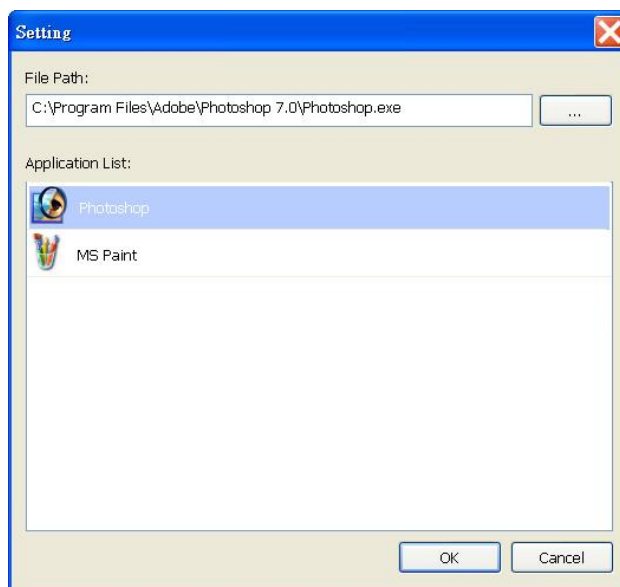 Setting
File Path:
C:\Program Files\Adobe\Photoshop 7.0\Photoshop.exe
...
Application List:
Photoshop
MS Paint
OK
Cancel